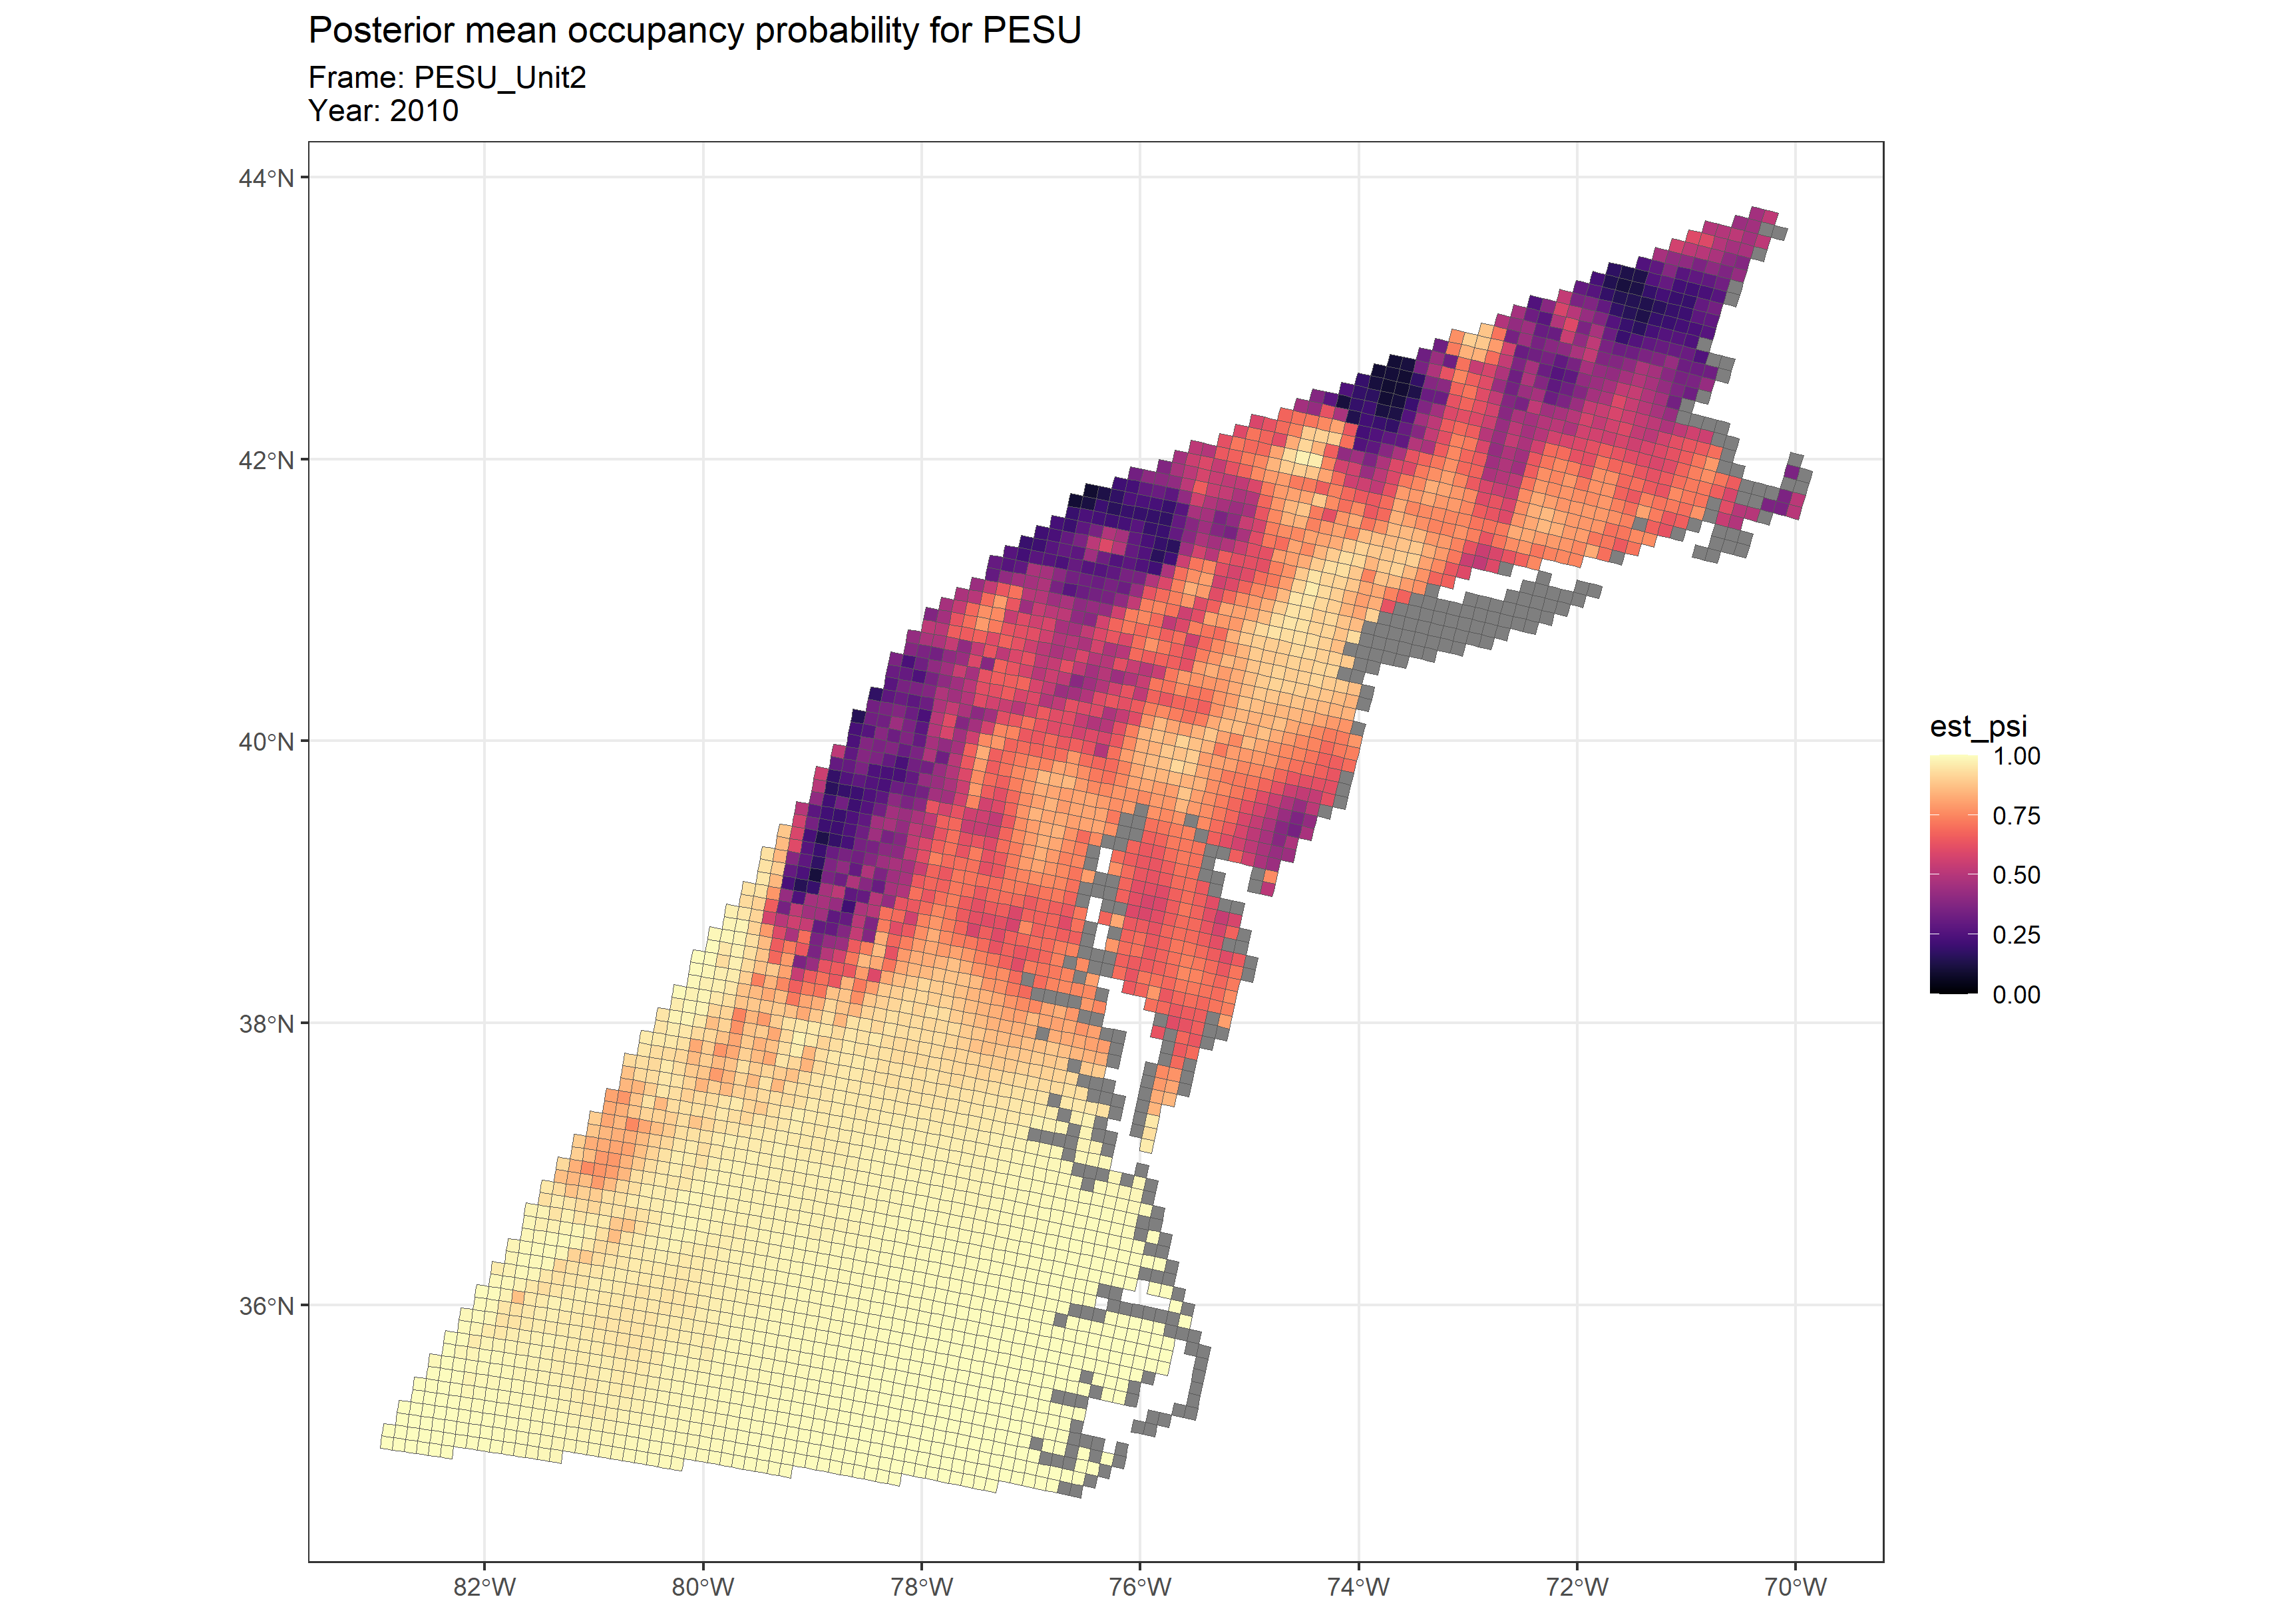 Posterior mean occupancy probability for PESU
Frame: PESU_Unit2
Year: 2010
44°N
42°N
40°N
38°N
36°N
82°W
80°W
78°W
76°W
74°W
72°W
70°W
est_psi
1.00
0.75
0.50
0.25
0.00